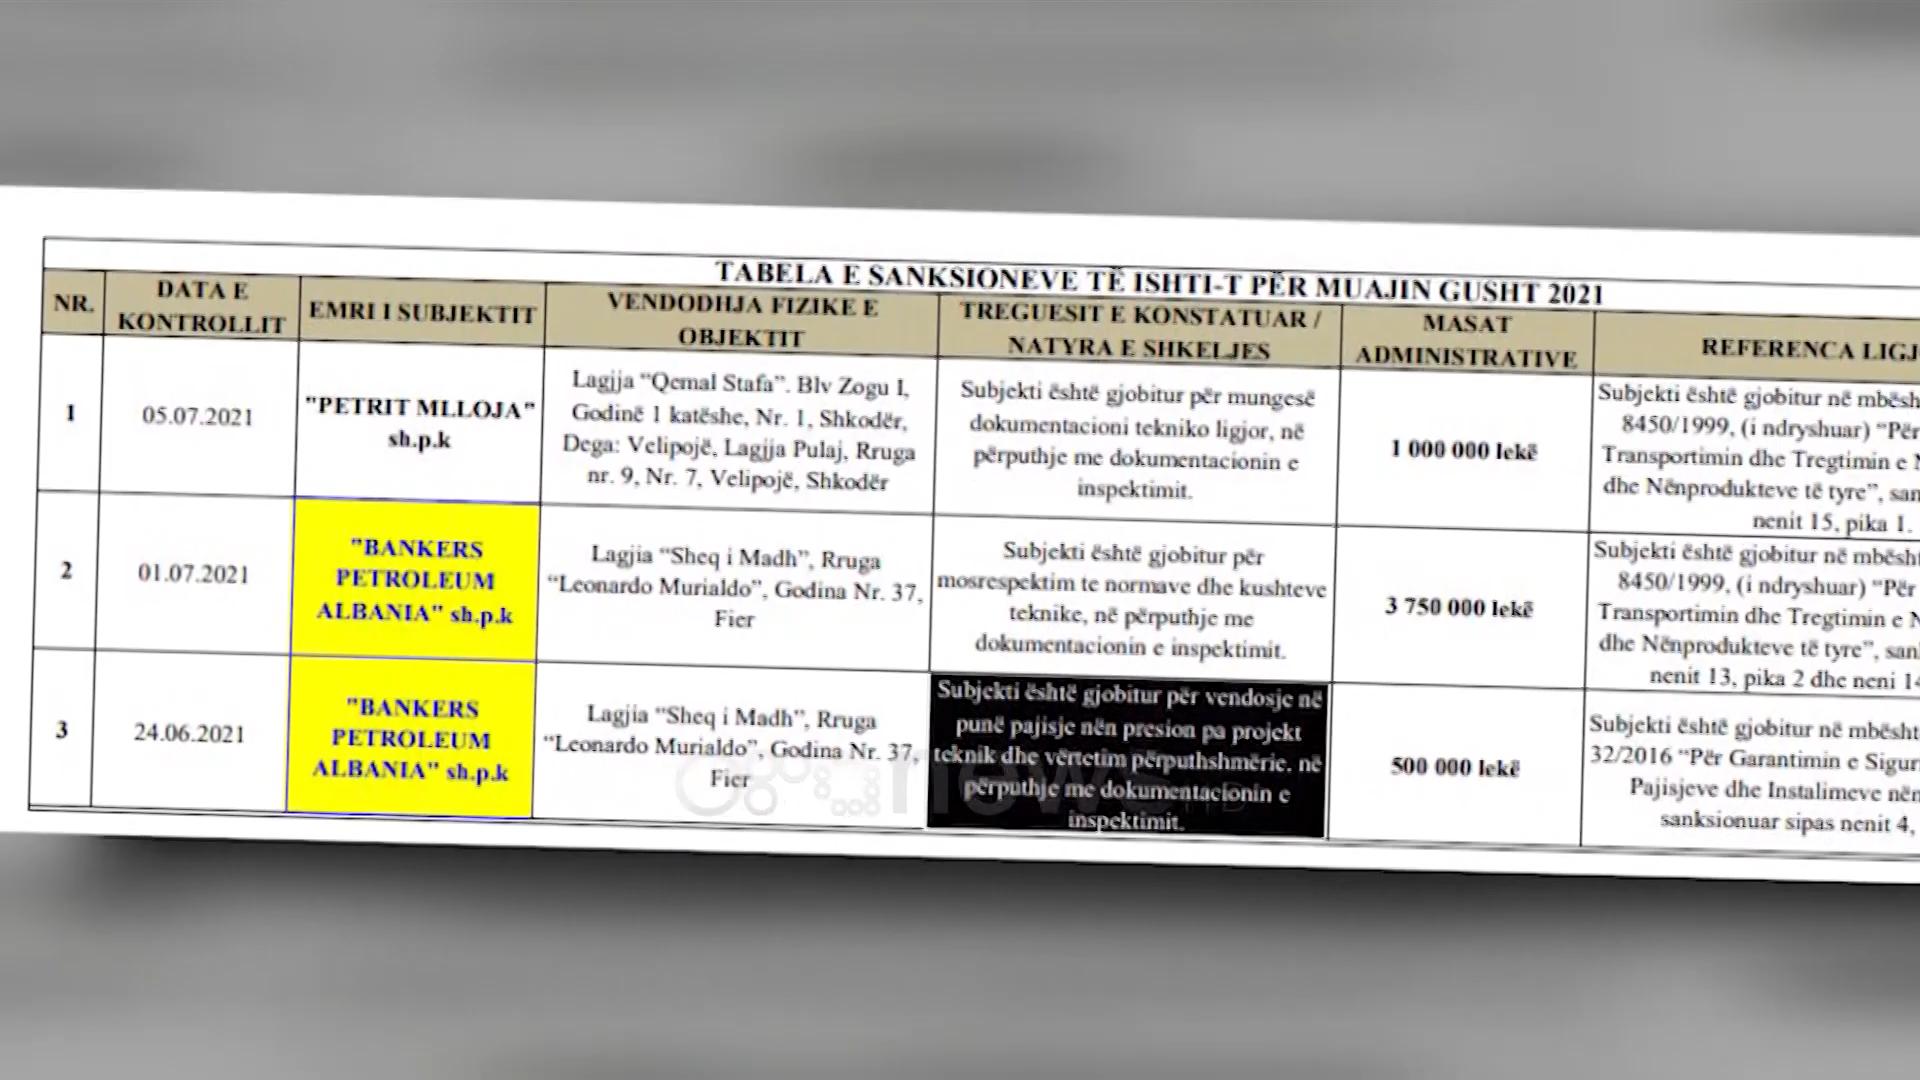 TABELA E SANKSIONEVE TË ISHTI-T PËR MUAJIN GUSHT 2021
NR.
DATA E
KONTROLLIT
EMRI I SUBJEKTIT
VENDODHJA FIZIKE E
OBJEKTIT
TREGUESIT E KONSTATUAR /
NATYRA E SHKELJES
MASAT
ADMINISTRATIVE
REFERENCA LIGJ
1
05.07.2021
"PETRIT MLLOJA"
sh.p.k
Lagjja “Qemal Stafa”. Blv Zogu I,
Godinë 1 katëshe, Nr. 1, Shkodër,
Dega: Velipojë, Lagjja Pulaj, Rruga
nr. 9, Nr. 7, Velipojë, Shkodër
Subjekti është gjobitur për mungesë
dokumentacioni tekniko ligjor, në
përputhje me dokumentacionin e
inspektimit.
1 000 000 lekë
Subjekti është gjobitur në mbësh
8450/1999, (i ndryshuar) “Për
Transportimin dhe Tregtimin e N
dhe Nënprodukteve të tyre”, san
nenit 15, pika 1.
2
01.07.2021
"BANKERS
PETROLEUM
ALBANIA" sh.p.k
Lagjia “Sheq i Madh”, Rruga
“Leonardo Murialdo”, Godina Nr. 37,
Fier
Subjekti është gjobitur për
mosrespektim te normave dhe kushteve
teknike, në përputhje me
dokumentacionin e inspektimit.
3 750 000 lekë
Subjekti është gjobitur në mbësht
8450/1999, (i ndryshuar) “Për
Transportimin dhe Tregtimin e N
dhe Nënprodukteve të tyre”, sank
nenit 13, pika 2 dhe neni 14
3
24.06.2021
"BANKERS
PETROLEUM
ALBANIA" sh.p.k
Lagjia “Sheq i Madh”, Rruga
“Leonardo Murialdo”, Godina Nr. 37,
Fier
Subjekti është gjobitur për vendosje në
punë pajisje nën presion pa projekt
teknik dhe vërtetim përputhshmërie. në
përputhje me dokumentacionin e
inspektimit.
500 000 lekë
Subjekti është gjobitur në mbësht
32/2016 “Për Garantimin e Sigur
Pajisjeve dhe Instalimeve nën
sanksionuar sipas nenit 4,
news